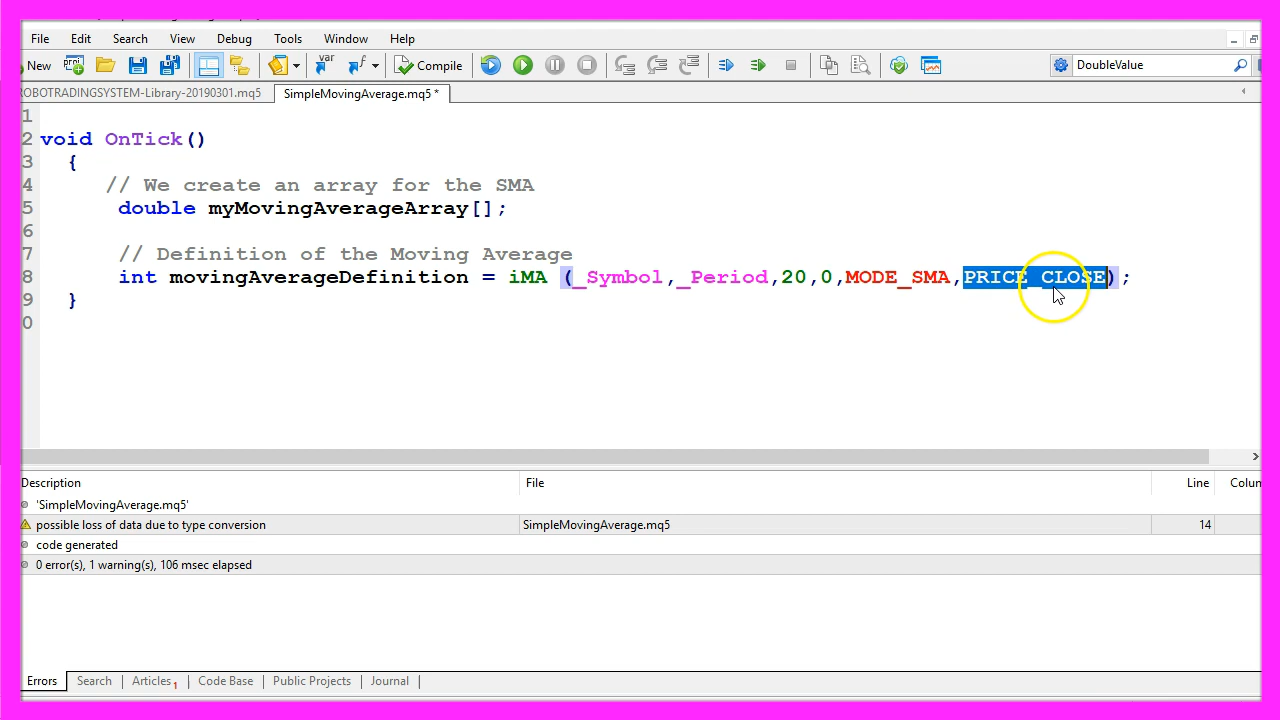 File Edit Search View Debug Tools Window Help
New var Compile DoubleValue
ROBOTRADINGSYSTEM-Library-20190301.mq5 SimpleMovingAverage.mq5 *
1
2 void OnTick()
3 {
4 // We create an array for the SMA
5 double myMovingAverageArray[];
6
7 // Definition of the Moving Average
8 int movingAverageDefinition = iMA (_Symbol,_Period,20,0,MODE_SMA,PRICE_CLOSE);
9 }
0
Description File Line Colun
'SimpleMovingAverage.mq5'
possible loss of data due to type conversion SimpleMovingAverage.mq5 14
code generated
0 error(s), 1 warning(s), 106 msec elapsed
Errors Search Articles 1 Code Base Public Projects Journal